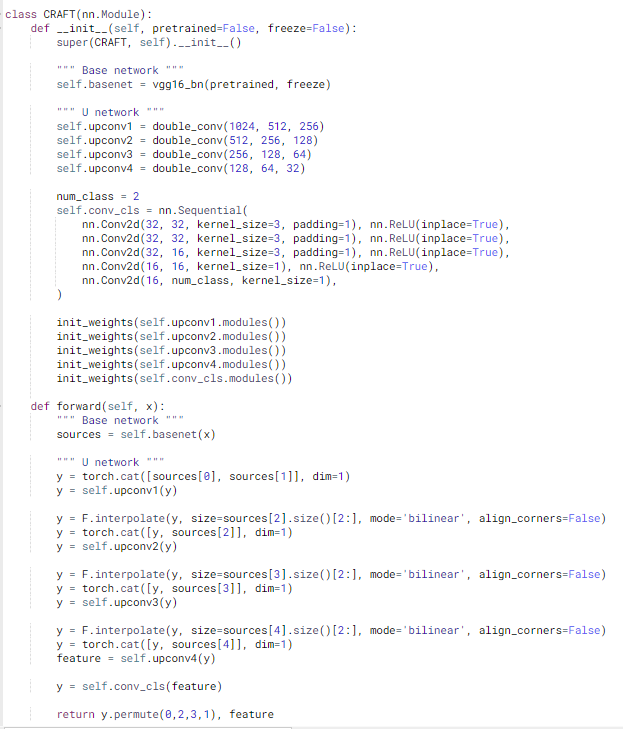 class CRAFT(nn.Module):
    def __init__(self, pretrained=False, freeze=False):
        super(CRAFT, self).__init__()

        """ Base network """
        self.basenet = vgg16_bn(pretrained, freeze)

        """ U network """
        self.upconv1 = double_conv(1024, 512, 256)
        self.upconv2 = double_conv(512, 256, 128)
        self.upconv3 = double_conv(256, 128, 64)
        self.upconv4 = double_conv(128, 64, 32)

        num_class = 2
        self.conv_cls = nn.Sequential(
            nn.Conv2d(32, 32, kernel_size=3, padding=1), nn.ReLU(inplace=True),
            nn.Conv2d(32, 32, kernel_size=3, padding=1), nn.ReLU(inplace=True),
            nn.Conv2d(32, 16, kernel_size=3, padding=1), nn.ReLU(inplace=True),
            nn.Conv2d(16, 16, kernel_size=1), nn.ReLU(inplace=True),
            nn.Conv2d(16, num_class, kernel_size=1),
        )

        init_weights(self.upconv1.modules())
        init_weights(self.upconv2.modules())
        init_weights(self.upconv3.modules())
        init_weights(self.upconv4.modules())
        init_weights(self.conv_cls.modules())

    def forward(self, x):
        """ Base network """
        sources = self.basenet(x)

        """ U network """
        y = torch.cat([sources[0], sources[1]], dim=1)
        y = self.upconv1(y)

        y = F.interpolate(y, size=sources[2].size()[2:], mode='bilinear', align_corners=False)
        y = torch.cat([y, sources[2]], dim=1)
        y = self.upconv2(y)

        y = F.interpolate(y, size=sources[3].size()[2:], mode='bilinear', align_corners=False)
        y = torch.cat([y, sources[3]], dim=1)
        y = self.upconv3(y)

        y = F.interpolate(y, size=sources[4].size()[2:], mode='bilinear', align_corners=False)
        y = torch.cat([y, sources[4]], dim=1)
        feature = self.upconv4(y)

        y = self.conv_cls(feature)

        return y.permute(0,2,3,1), feature